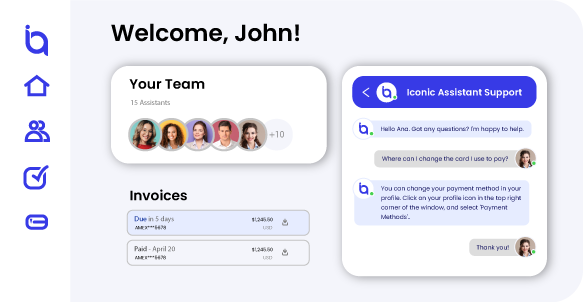 Welcome, John!
Your Team
15 Assistants
+10
Invoices
Due in 5 days
$1,245.50
AMEX***5678
USD
Paid - April 20
$1,245.50
AMEX***5678
USD
Iconic Assistant Support
Hello Ana. Got any questions? I'm happy to help.
Where can I change the card I use to pay?
You can change your payment method in your
profile. Click on your profile icon in the top right
corner of the window, and select 'Payment
Methods'.
Thank you!